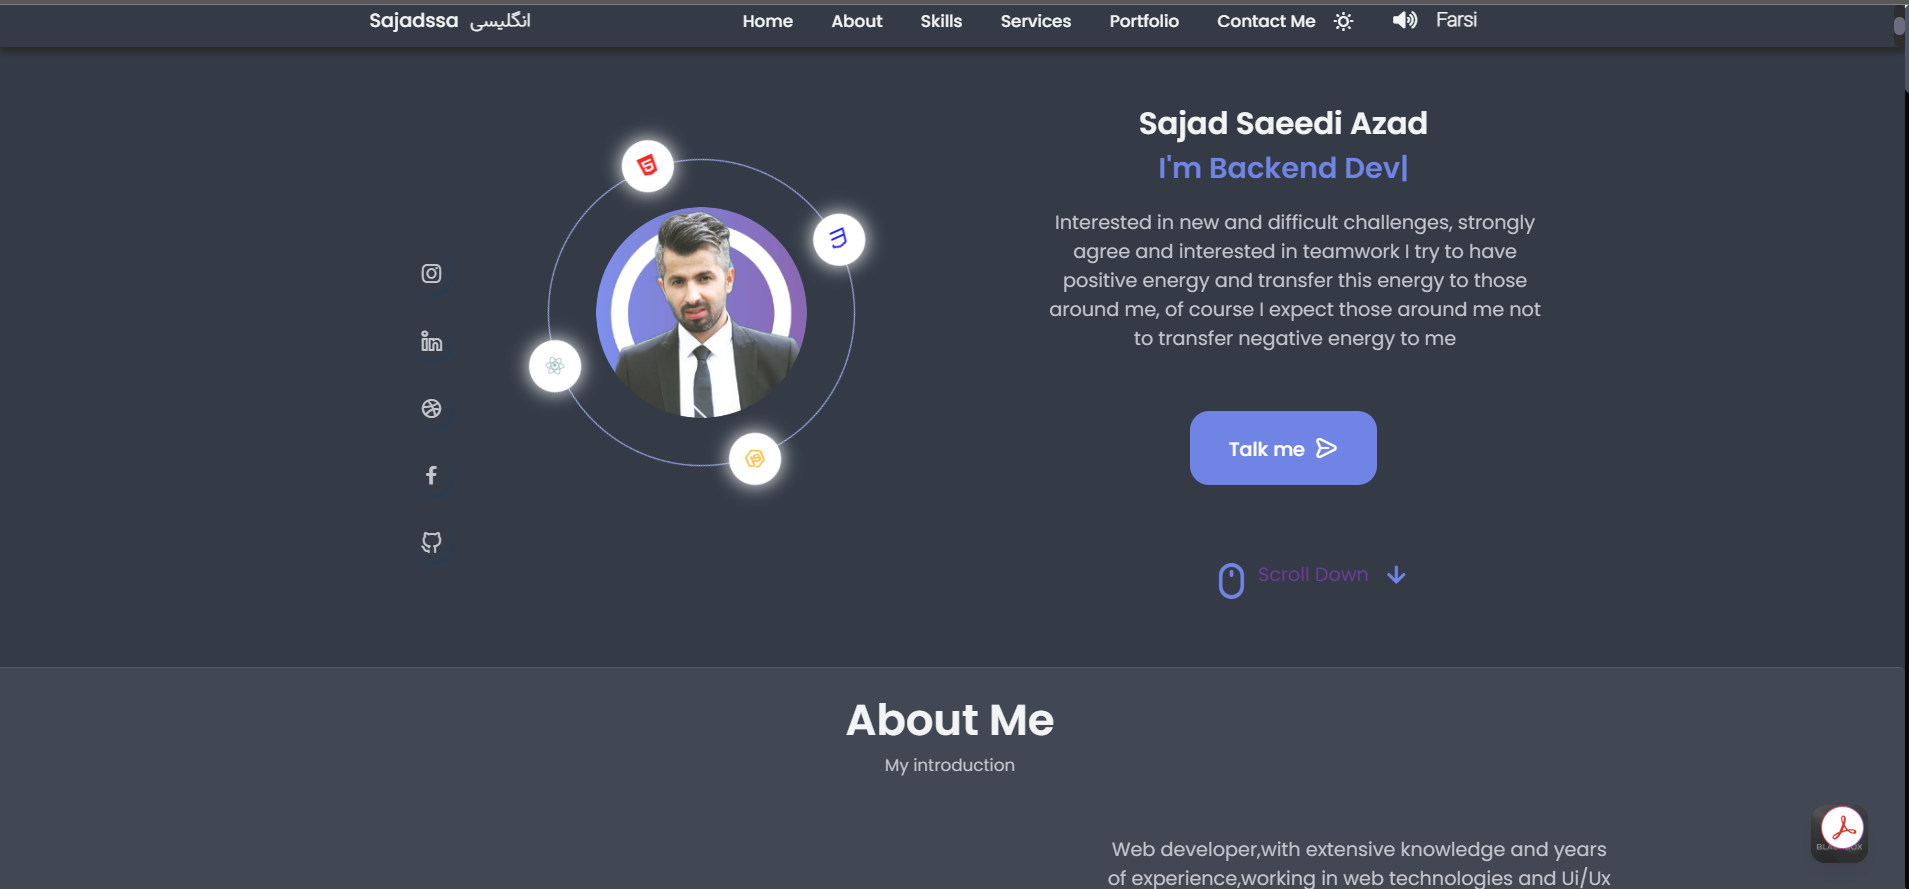 Sajadssa انگلیسی
Home About Skills Services Portfolio Contact Me Farsi
Sajad Saeedi Azad
I'm Backend Dev|
Interested in new and difficult challenges, strongly
agree and interested in teamwork I try to have
positive energy and transfer this energy to those
around me, of course I expect those around me not
to transfer negative energy to me
Talk me
Scroll Down
About Me
My introduction
Web developer,with extensive knowledge and years
of experience,working in web technologies and Ui/Ux